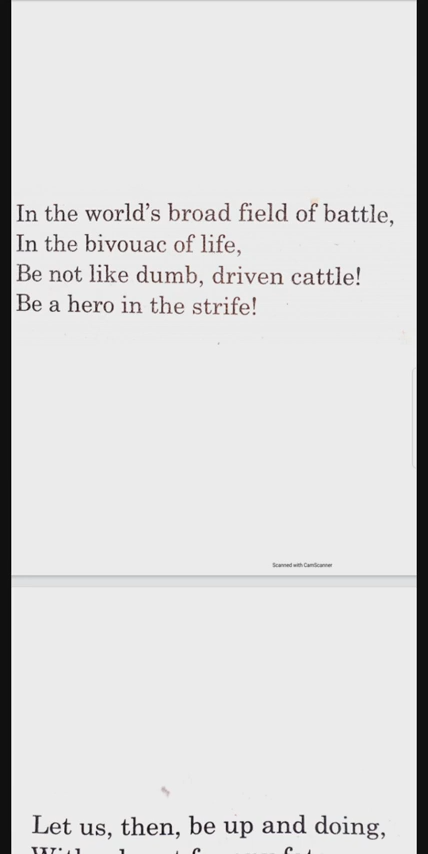 In the world's broad field of battle,
In the bivouac of life,
Be not like dumb, driven cattle!
Be a hero in the strife!
Scanned with CamScanner
Let us, then, be up and doing,